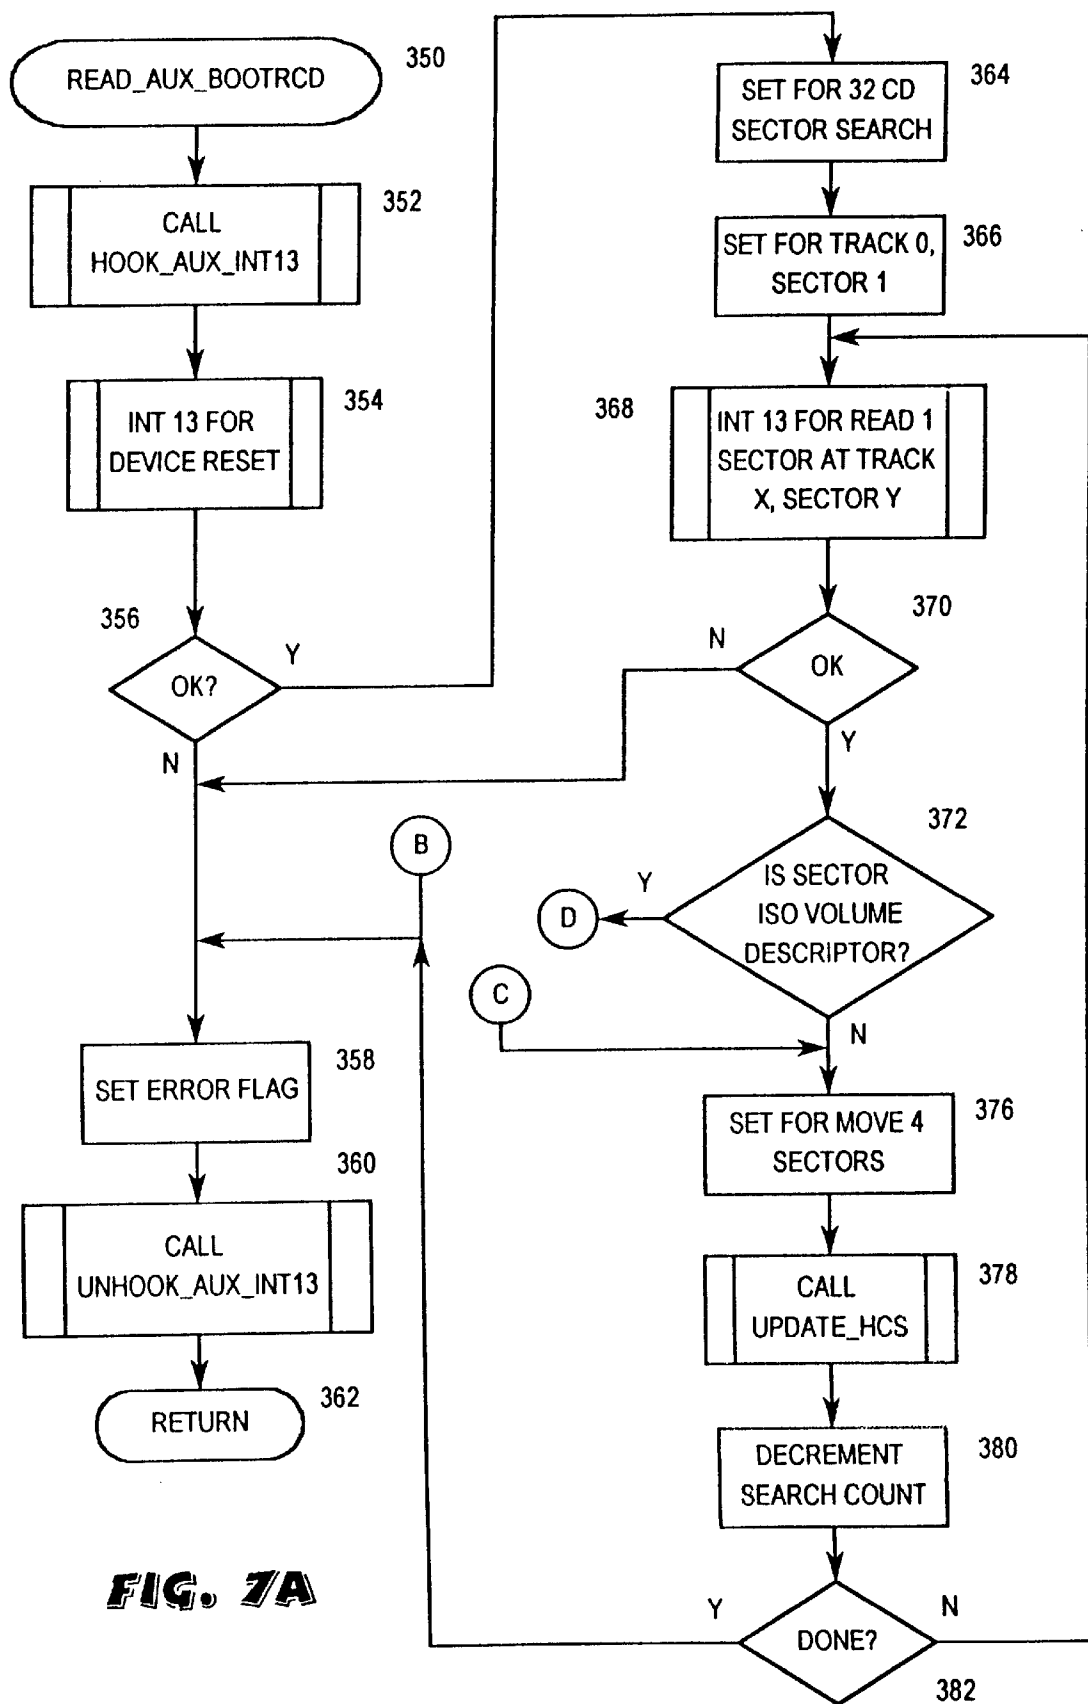 READ_AUX_BOOTRCD
350
CALL
HOOK_AUX_INT13
352
INT 13 FOR
DEVICE RESET
354
356
OK?
Y
N
B
358
SET ERROR FLAG
360
CALL
UNHOOK_AUX_INT13
362
RETURN
FIG. 7A
364
SET FOR 32 CD
SECTOR SEARCH
366
SET FOR TRACK 0,
SECTOR 1
368
INT 13 FOR READ 1
SECTOR AT TRACK
X, SECTOR Y
370
N
OK
Y
372
Y
D
IS SECTOR
ISO VOLUME
DESCRIPTOR?
C
N
376
SET FOR MOVE 4
SECTORS
378
CALL
UPDATE_HCS
380
DECREMENT
SEARCH COUNT
Y
N
DONE?
382